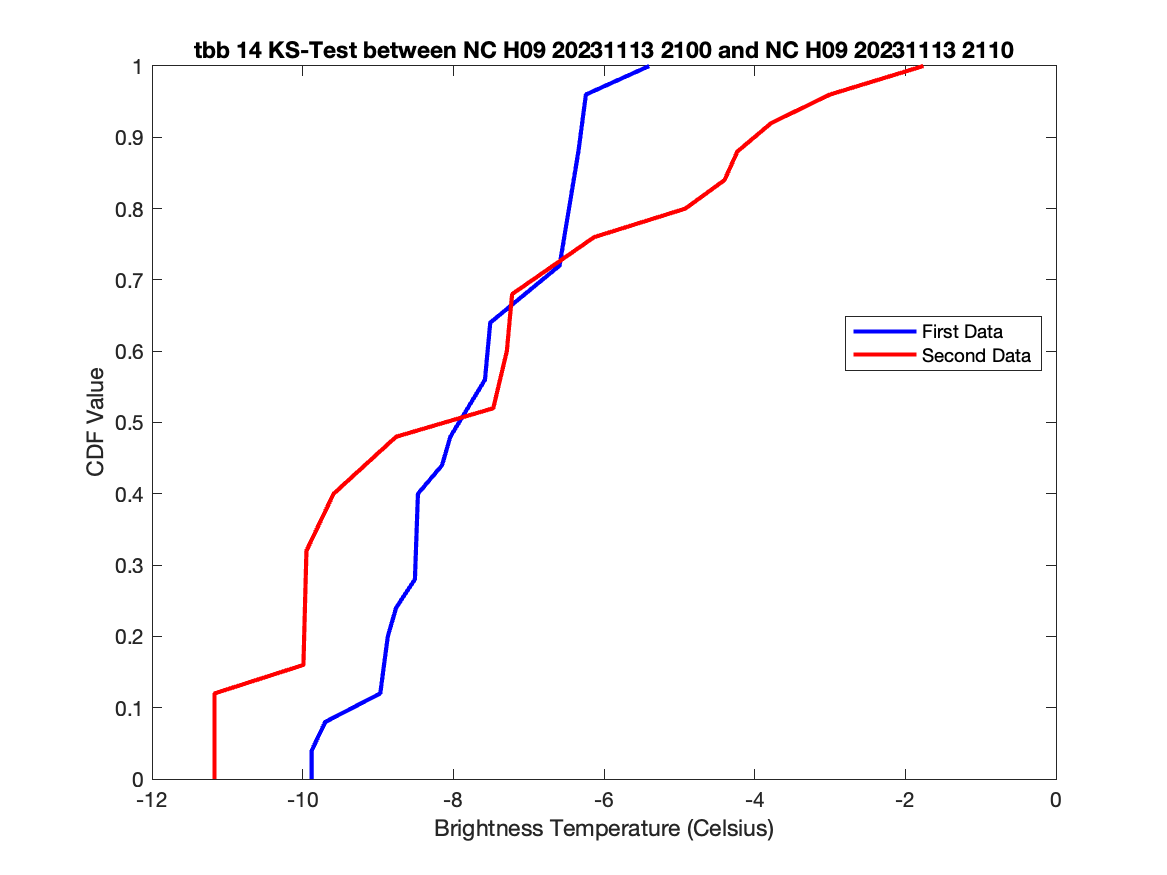 tbb 14 KS-Test between NC H09 20231113 2100 and NC H09 20231113 2110
1
0.9
0.8
0.7
0.6
0.5
0.4
0.3
0.2
0.1
0
CDF Value
First Data
Second Data
-12 -10 -8 -6 -4 -2 0
Brightness Temperature (Celsius)